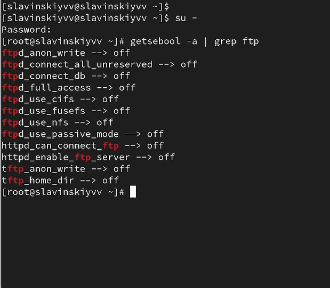 [slavinskiyvv@slavinskiyvv ~]$
[slavinskiyvv@slavinskiyvv ~]$ su -
Password:
[root@slavinskiyvv ~]# getsebool -a | grep ftp
ftpd_anon_write --> off
ftpd_connect_all_unreserved --> off
ftpd_connect_db --> off
ftpd_full_access --> off
ftpd_use_cifs --> off
ftpd_use_fusefs --> off
ftpd_use_nfs --> off
ftpd_use_passive_mode --> off
httpd_can_connect_ftp --> off
httpd_enable_ftp_server --> off
tftp_anon_write --> off
tftp_home_dir --> off
[root@slavinskiyvv ~]#